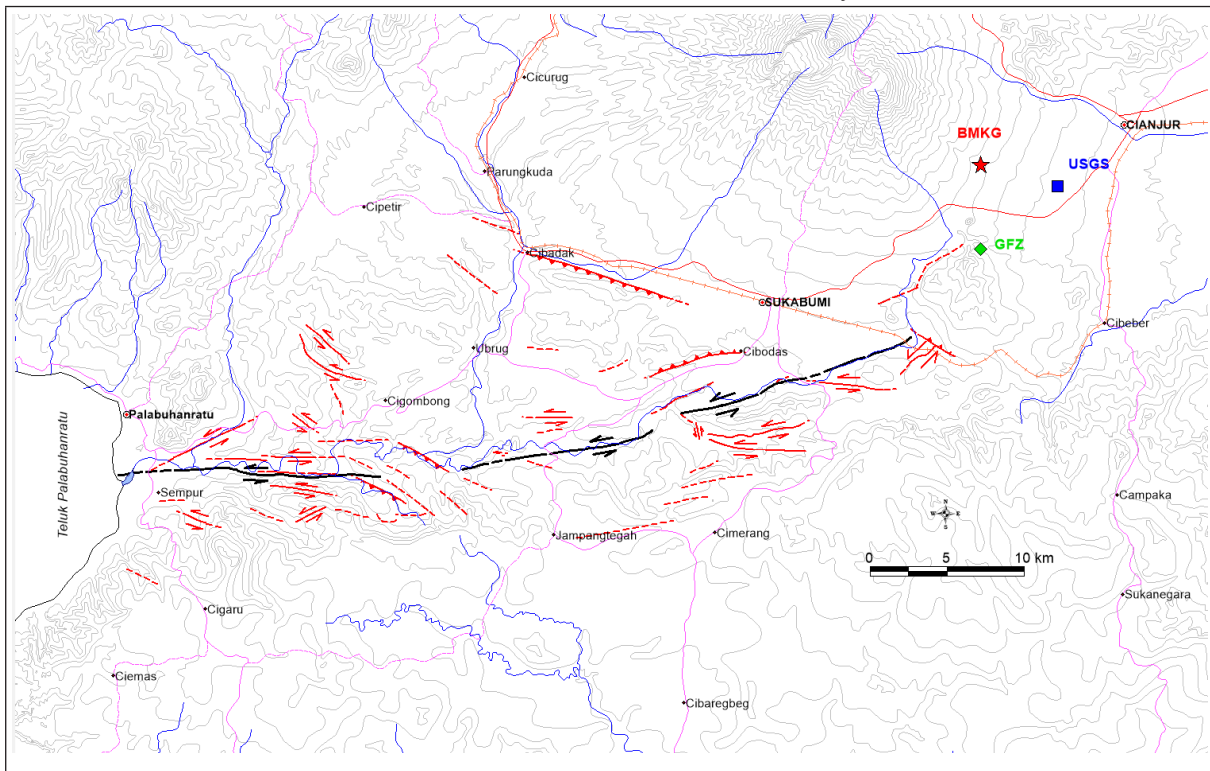 Cicurug
CIANJUR
BMKG
USGS
Parungkuda
Cipetir
GFZ
Cibadak
SUKABUMI
Cibeber
Ubrug
Cibodas
Cigombong
Palabuhanratu
Teluk Palabuhanratu
Sempur
Campaka
N
W E
S
Jampangtegah
Cimerang
0 5 10 km
Sukanegara
Cigaru
Ciemas
Cibaregbeg